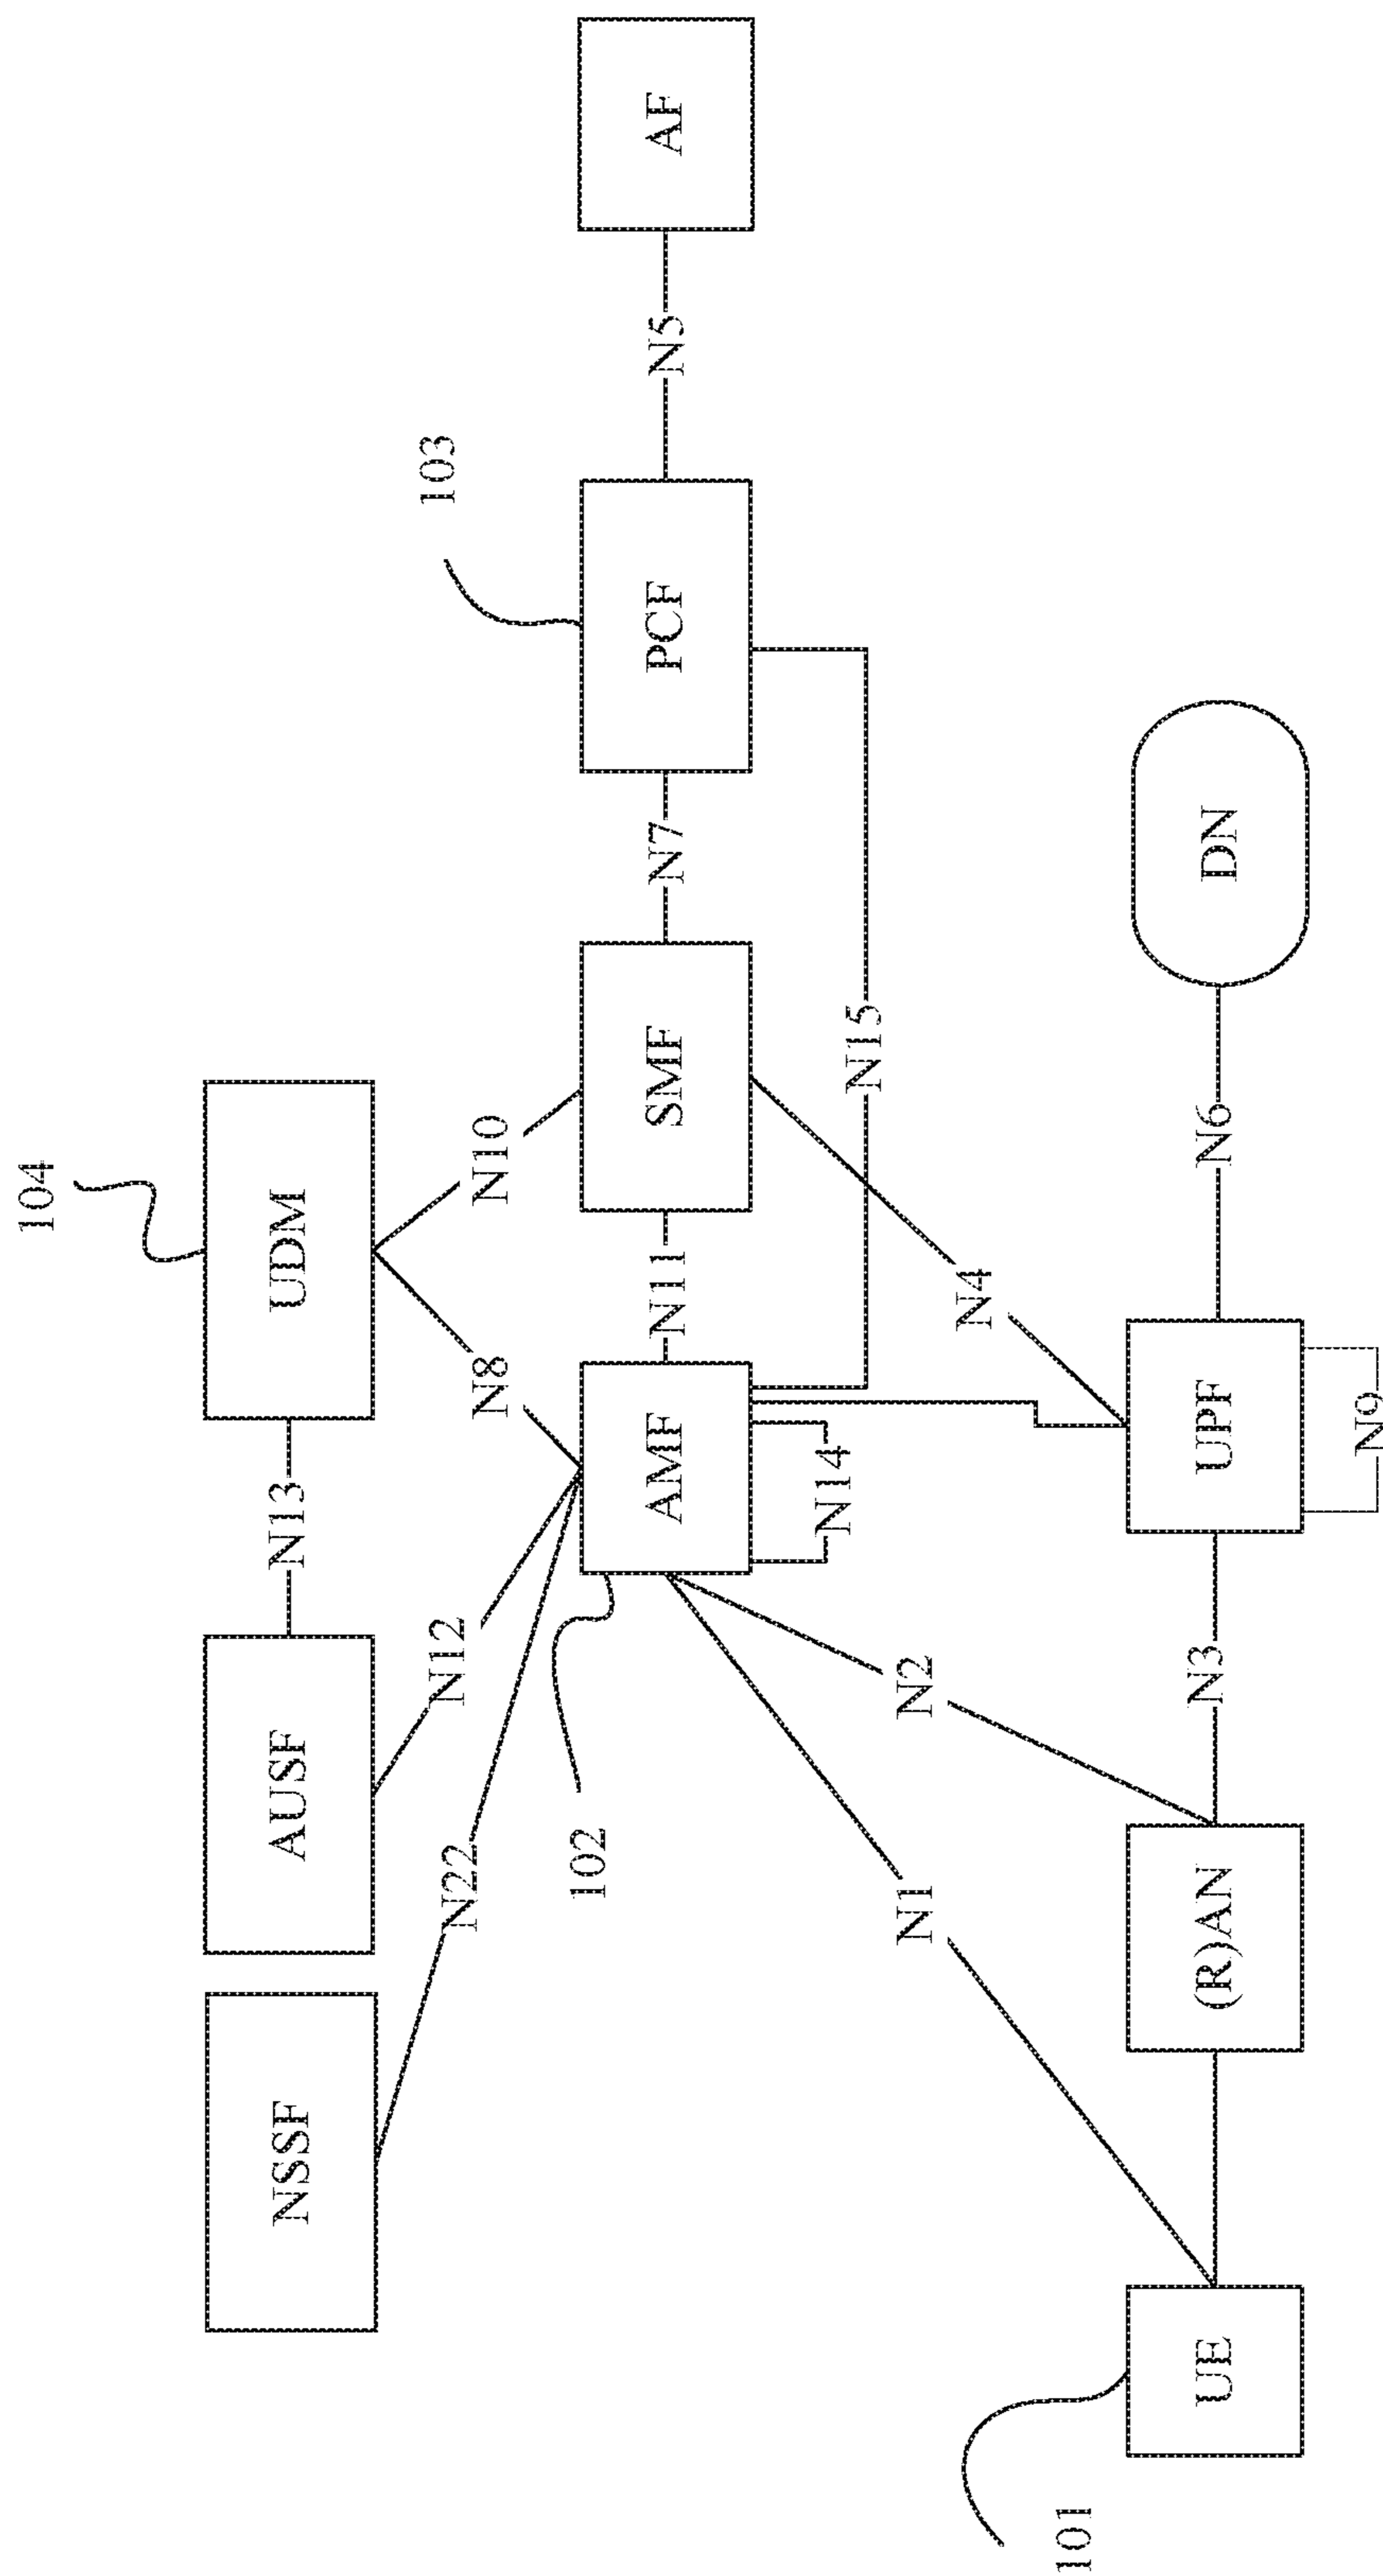 104
NSSF AUSF N13 UDM
103
N22 N12 N8 N10
102
AMF N11 SMF N7 PCF N5 AF
N14 N15
N1 N2 N4
101
UE (R)AN N3 UPF N6 DN
N9